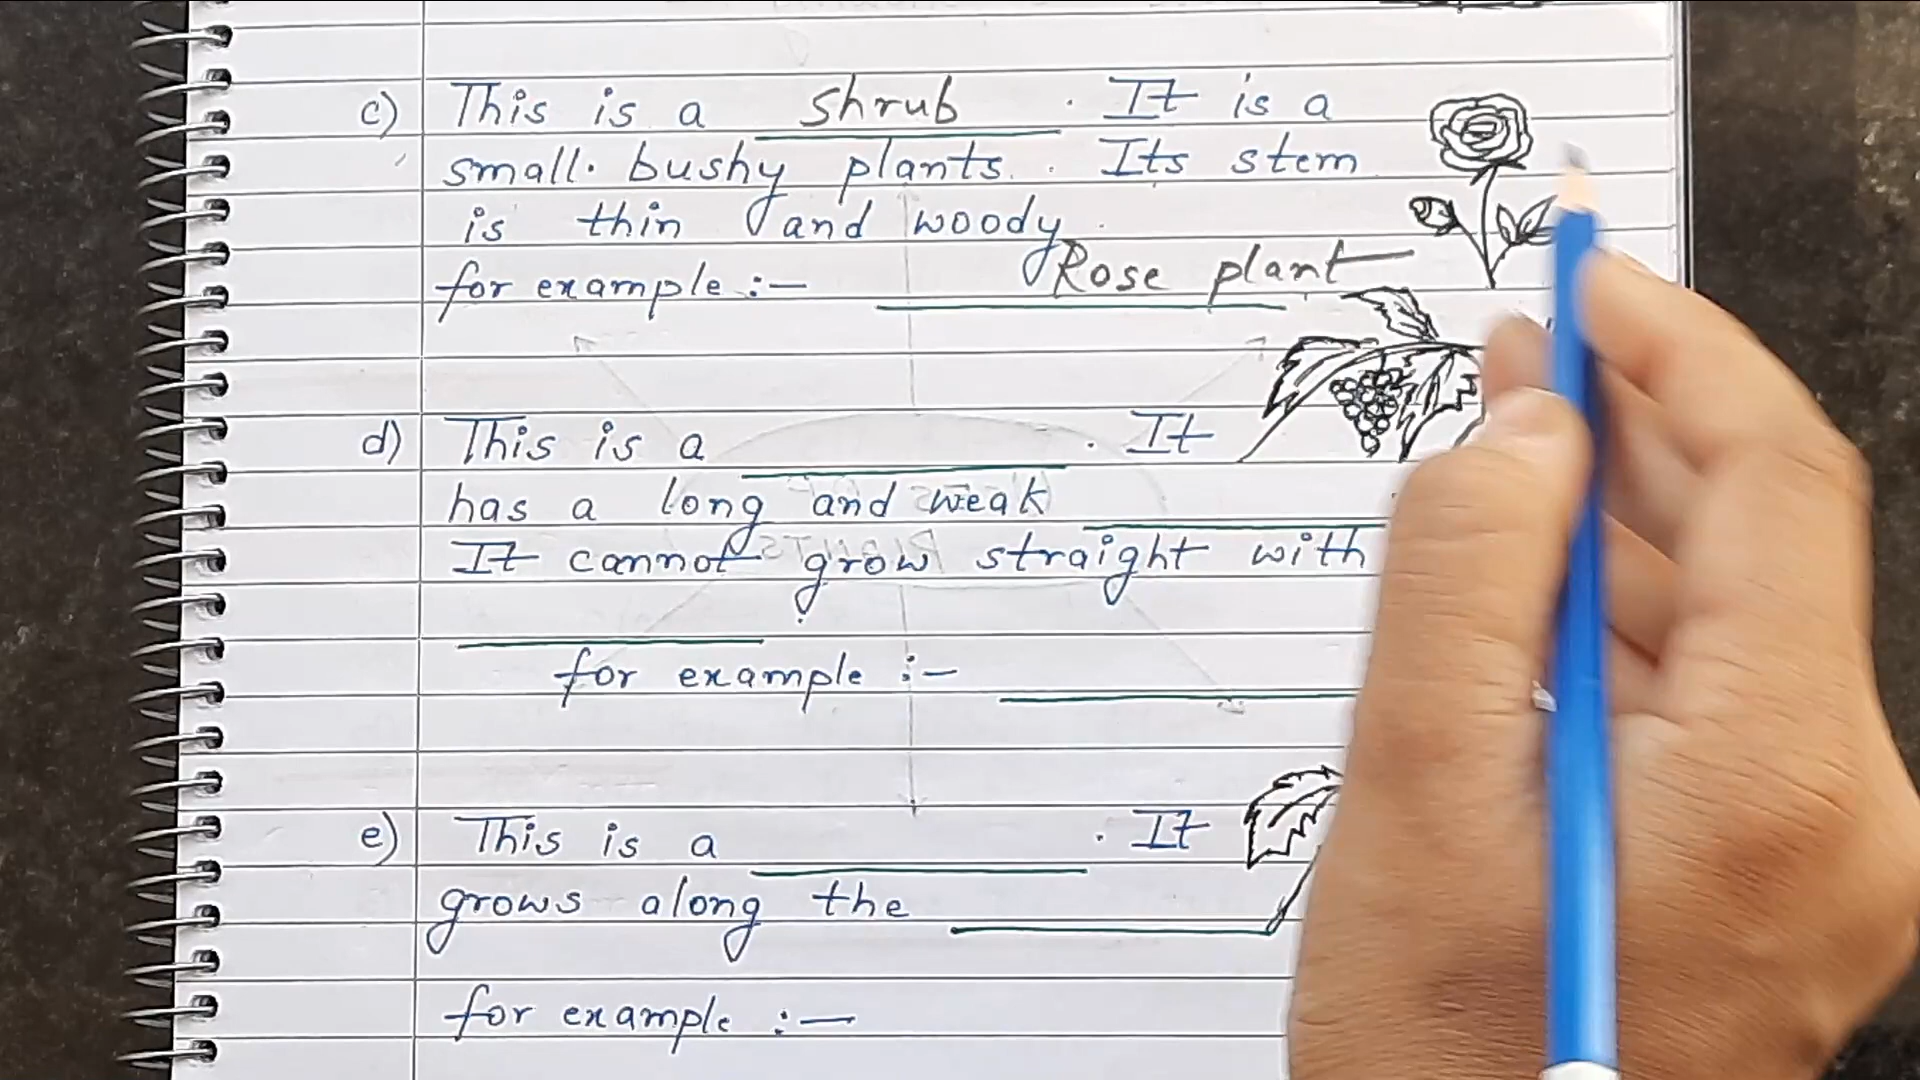 c) This is a shrub . It is a
small. bushy plants. Its stem
is thin and woody.
for example :- Rose plant
d) This is a . It
has a long and weak
It cannot grow straight with
for example :-
e) This is a . It
grows along the
for example :-